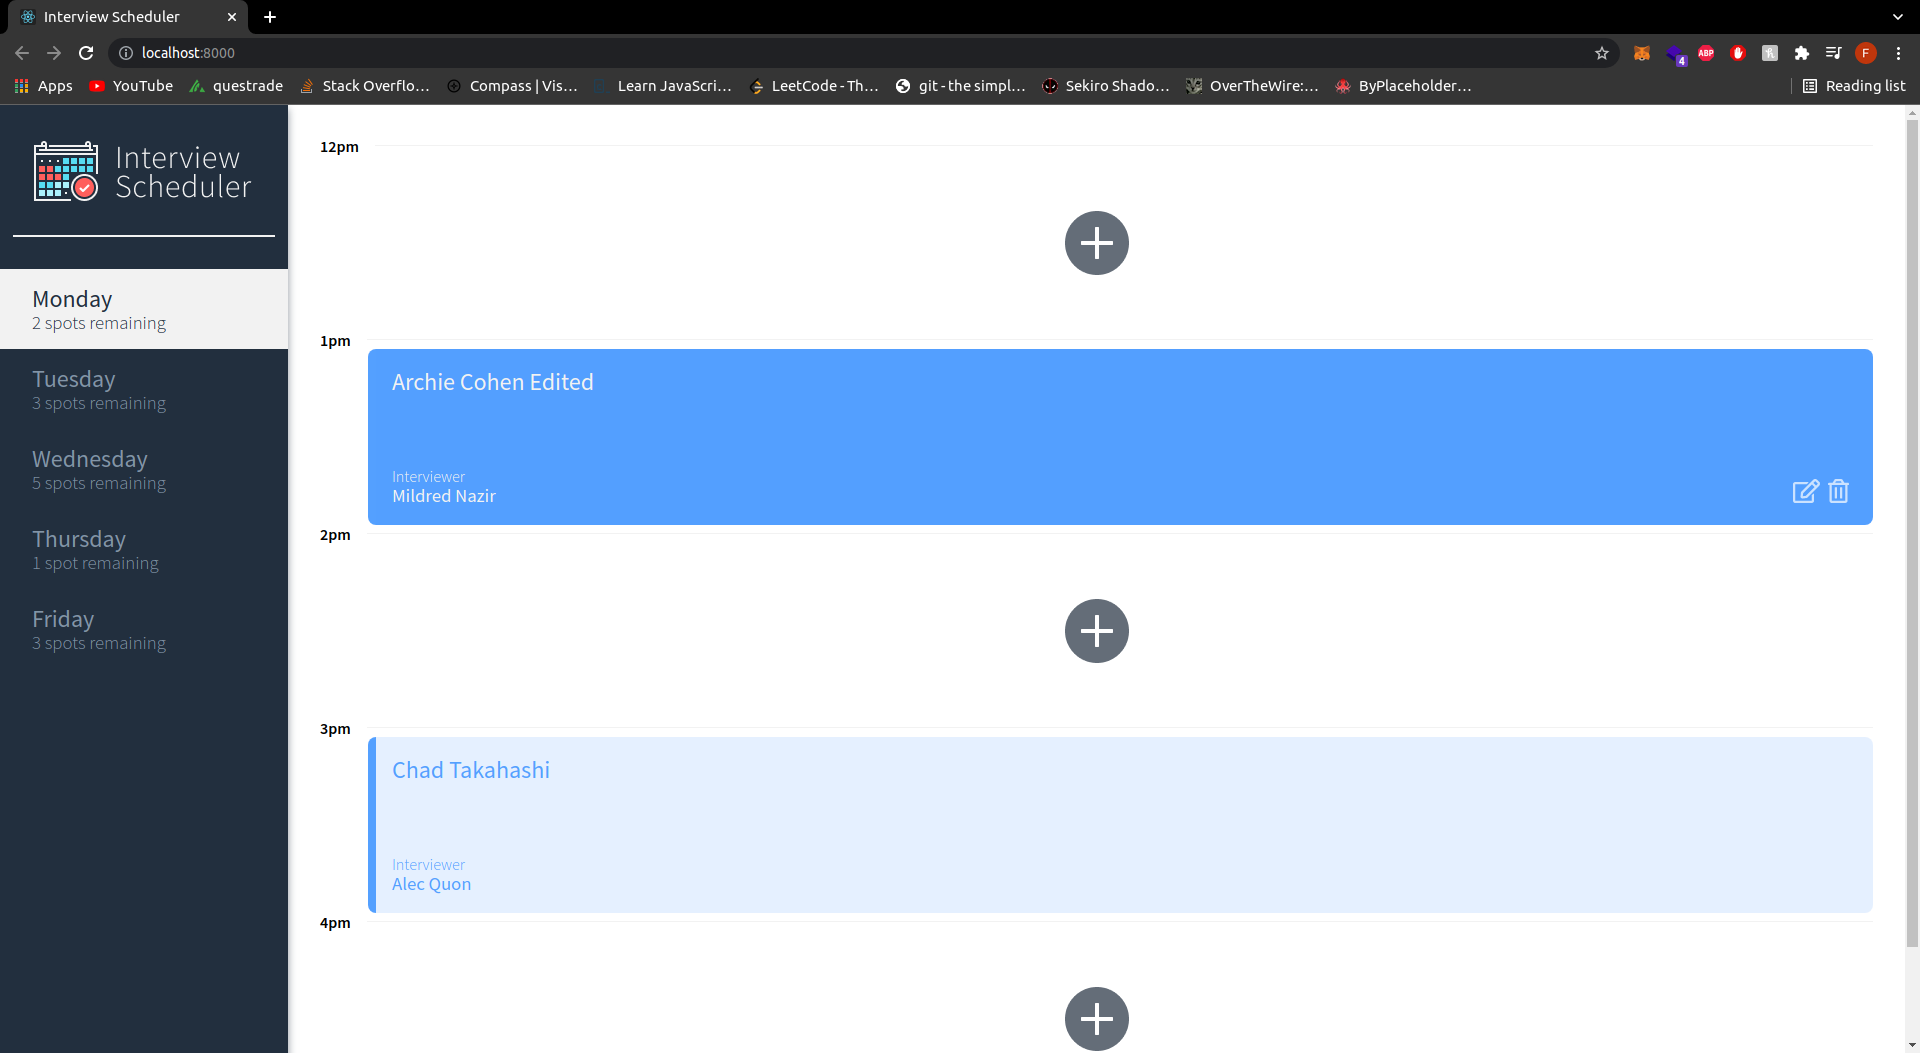 Interview Scheduler
localhost:8000
ABP
4
F
Apps
YouTube
questrade
Stack Overflo...
Compass | Vis...
Learn JavaScri...
LeetCode - Th...
git - the simpl...
Sekiro Shado...
OverTheWire:...
ByPlaceholder...
Reading list
Interview
Scheduler
Monday
2 spots remaining
Tuesday
3 spots remaining
Wednesday
5 spots remaining
Thursday
1 spot remaining
Friday
3 spots remaining
12pm
1pm
Archie Cohen Edited
Interviewer
Mildred Nazir
2pm
3pm
Chad Takahashi
Interviewer
Alec Quon
4pm